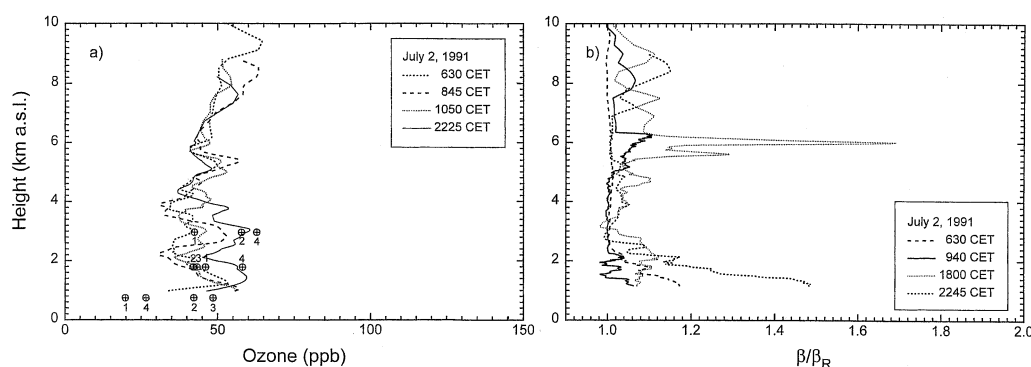 a)
July 2, 1991
630 CET
845 CET
1050 CET
2225 CET
Height (km a.s.l.)
10
8
6
4
2
0
1 2 4
231 4
1 4 2 3
0 50 100 150
Ozone (ppb)
b)
July 2, 1991
630 CET
940 CET
1800 CET
2245 CET
10
8
6
4
2
0
1.0 1.2 1.4 1.6 1.8 2.0
β/βR